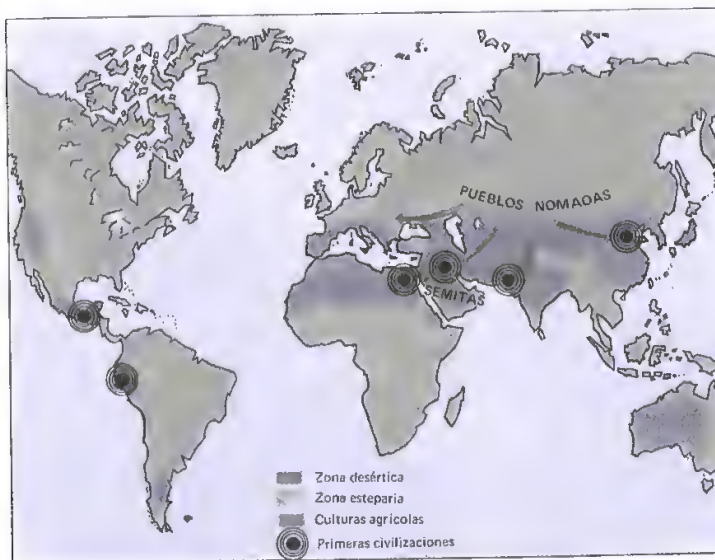 PUEBLOS NOMADAS
SEMITAS
Zona desértica
Zona esteparia
Culturas agrícolas
Primeras civilizaciones